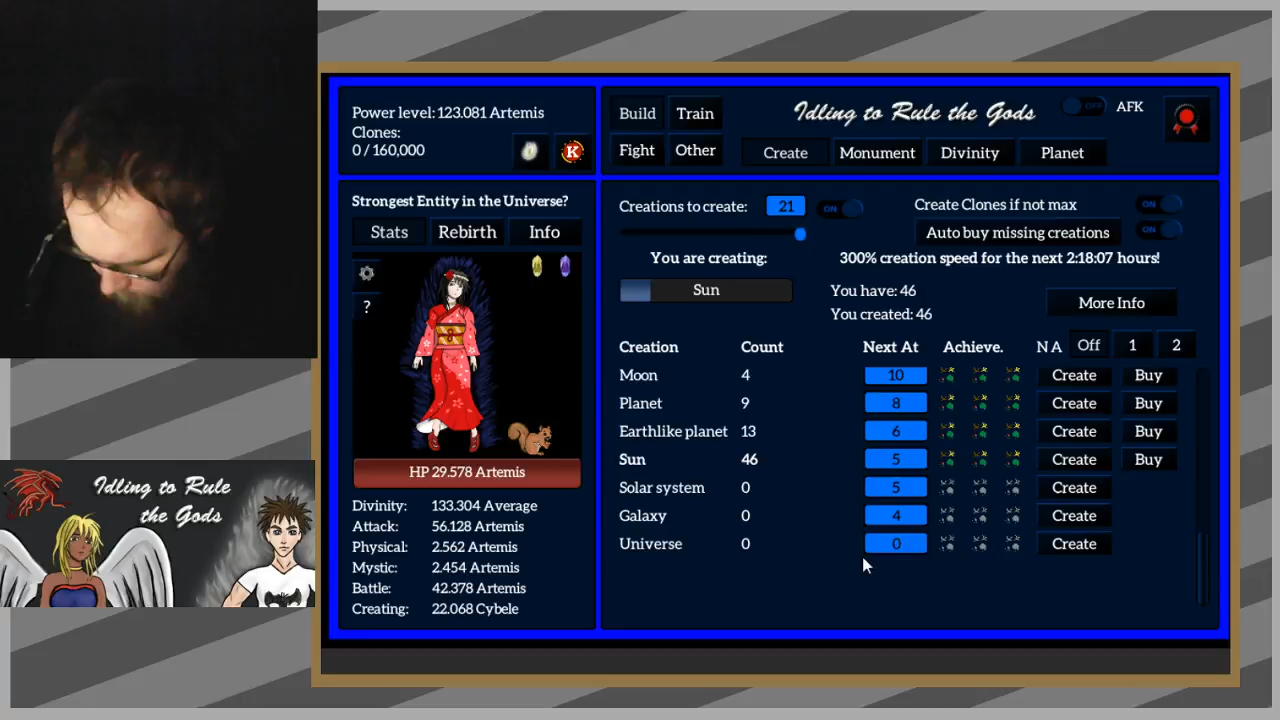 Power level: 123.081 Artemis
Clones:
0 / 160,000
K
Build
Train
Fight
Other
Idling to Rule the Gods
OFF
AFK
Create
Monument
Divinity
Planet
Strongest Entity in the Universe?
Stats
Rebirth
Info
?
HP 29.578 Artemis
Divinity: 133.304 Average
Attack: 56.128 Artemis
Physical: 2.562 Artemis
Mystic: 2.454 Artemis
Battle: 42.378 Artemis
Creating: 22.068 Cybele
Creations to create: 21 ON
Create Clones if not max ON
Auto buy missing creations ON
You are creating:
300% creation speed for the next 2:18:07 hours!
Sun
You have: 46
You created: 46
More Info
Creation Count Next At Achieve. N A Off 1 2
Moon 4 10 Create Buy
Planet 9 8 Create Buy
Earthlike planet 13 6 Create Buy
Sun 46 5 Create Buy
Solar system 0 5 Create
Galaxy 0 4 Create
Universe 0 0 Create
Idling to Rule
the Gods